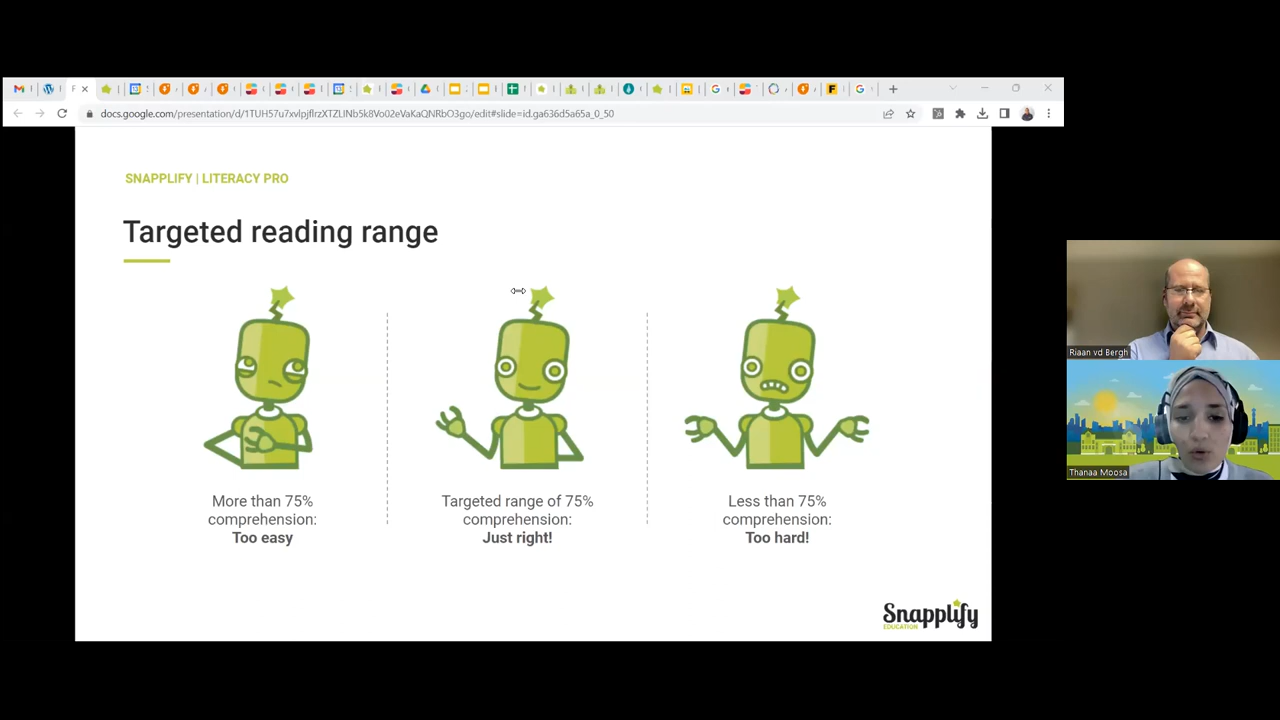 docs.google.com/presentation/d/1TUH57u7xvlpjflrzXTZLlNb5k8Vo02eVaKaQNRbO3go/edit#slide=id.ga636d5a65a_0_50
SNAPPLIFY | LITERACY PRO
Targeted reading range
More than 75%
comprehension:
Too easy
Targeted range of 75%
comprehension:
Just right!
Less than 75%
comprehension:
Too hard!
Snapplify
EDUCATION
Riaan vd Bergh
Thanaa Moosa